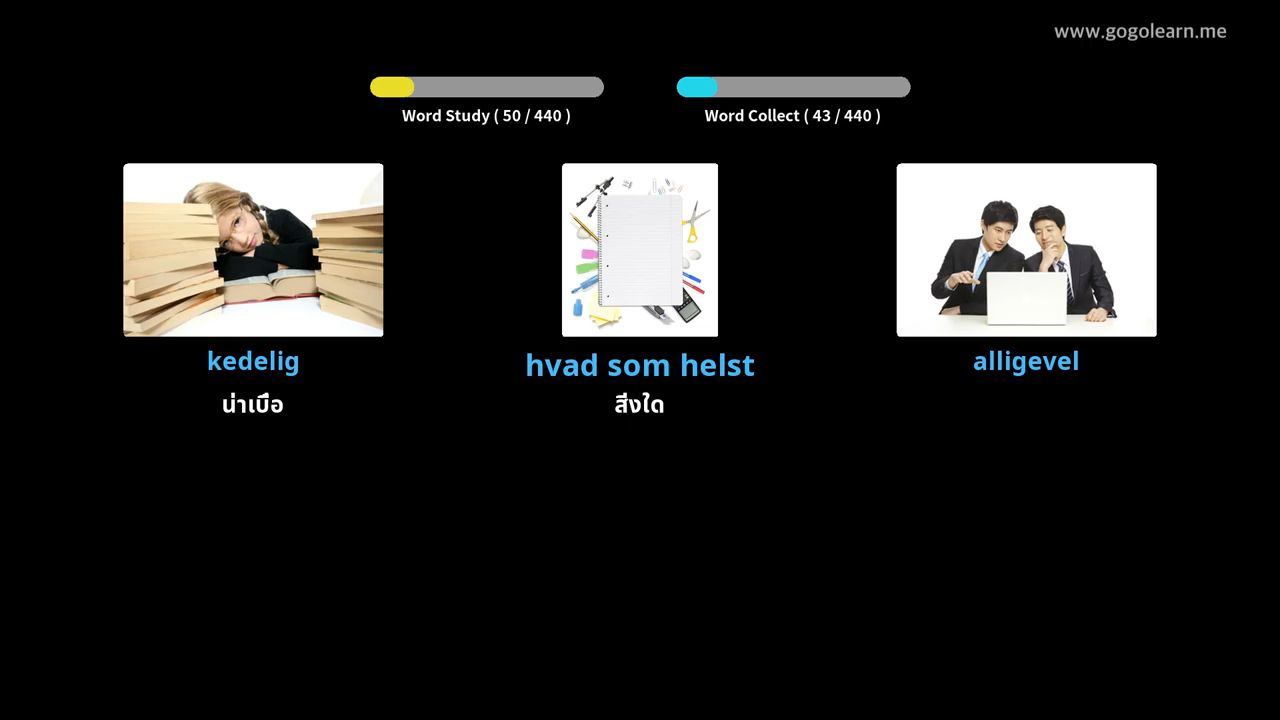 www.gogolearn.me
Word Study ( 50 / 440 )
Word Collect ( 43 / 440 )
kedelig
น่าเบื่อ
hvad som helst
สิ่งใด
alligevel